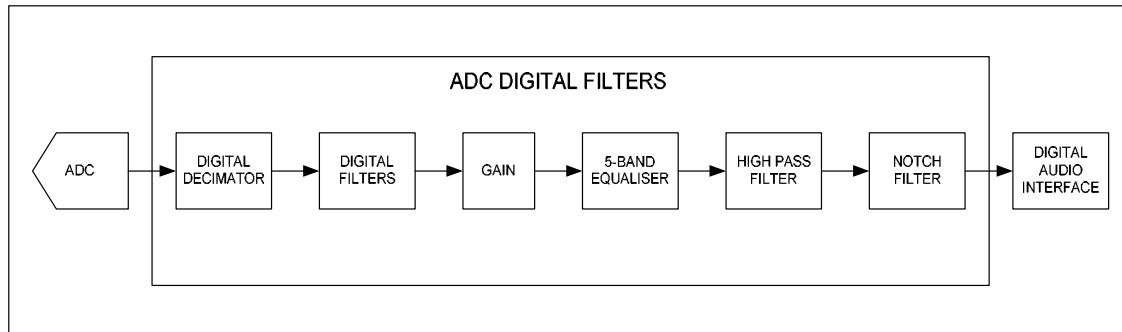 ADC DIGITAL FILTERS
ADC
DIGITAL
DECIMATOR
DIGITAL
FILTERS
GAIN
5-BAND
EQUALISER
HIGH PASS
FILTER
NOTCH
FILTER
DIGITAL
AUDIO
INTERFACE